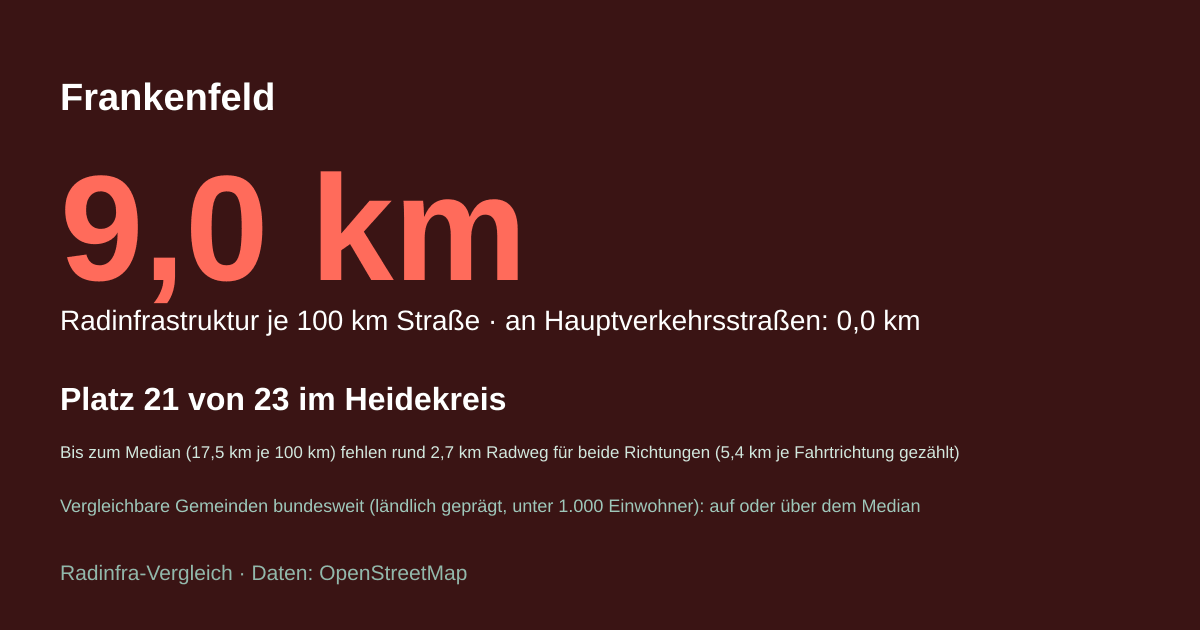 Frankenfeld
9,0 km
Radinfrastruktur je 100 km Straße · an Hauptverkehrsstraßen: 0,0 km
Platz 21 von 23 im Heidekreis
Bis zum Median (17,5 km je 100 km) fehlen rund 2,7 km Radweg für beide Richtungen (5,4 km je Fahrtrichtung gezählt)
Vergleichbare Gemeinden bundesweit (ländlich geprägt, unter 1.000 Einwohner): auf oder über dem Median
Radinfra-Vergleich · Daten: OpenStreetMap